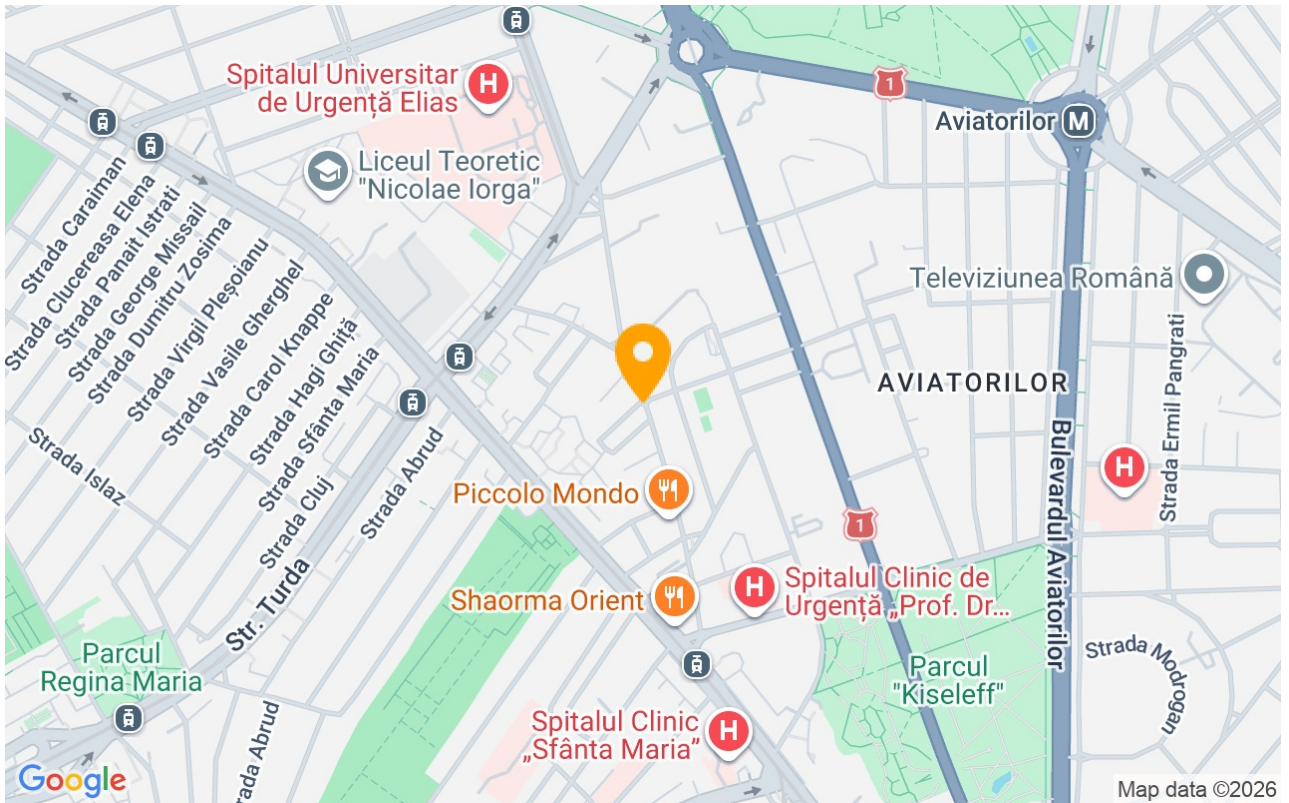 Spitalul Universitar
de Urgență Elias
1
Aviatorilor
M
H
Liceul Teoretic
"Nicolae Iorga"
Strada Caraiman
Strada Clucereasa Elena
Strada Panait Istrati
Strada George Missail
Strada Dumitru Zosima
Strada Virgil Pleșoianu
Strada Vasile Gherghel
Strada Carol Knappe
Strada Hagi Ghiță
Strada Sfânta Maria
Strada Cluj
Strada Abrud
Strada Islaz
Televiziunea Română
Strada Ermil Pangrati
AVIATORILOR
Bulevardul Aviatorilor
H
Piccolo Mondo
1
Shaorma Orient
H
Spitalul Clinic de
Urgență „Prof. Dr...
Str. Turda
Parcul
Regina Maria
Parcul
"Kiseleff"
Strada Modrogan
Strada Abrud
Spitalul Clinic
„Sfânta Maria”
H
Google
Map data ©2026